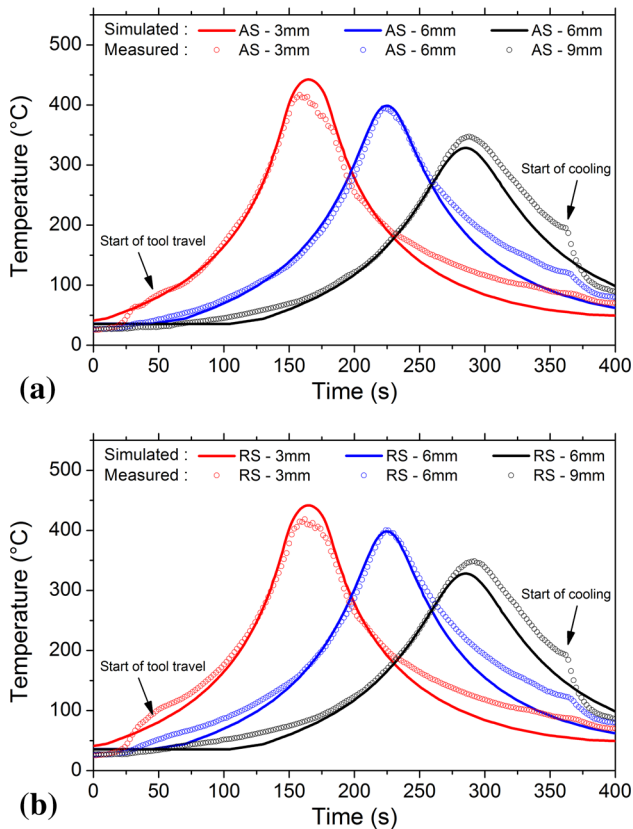 Simulated : AS - 3mm AS - 6mm AS - 6mm
Measured : AS - 3mm AS - 6mm AS - 9mm
500
400
300
200
100
0
Temperature (°C)
Start of tool travel
Start of cooling
0 50 100 150 200 250 300 350 400
(a)
Time (s)
Simulated : RS - 3mm RS - 6mm RS - 6mm
Measured : RS - 3mm RS - 6mm RS - 9mm
500
400
300
200
100
0
Temperature (°C)
Start of tool travel
Start of cooling
0 50 100 150 200 250 300 350 400
(b)
Time (s)